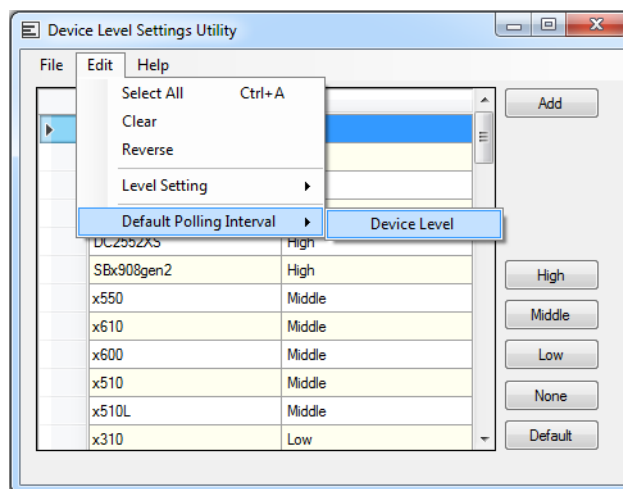 Device Level Settings Utility
File Edit Help
Select All Ctrl+A
Clear
Reverse
Level Setting
Default Polling Interval
Device Level
DC2552XS High
SBx908gen2 High
x550 Middle
x610 Middle
x600 Middle
x510 Middle
x510L Middle
x310 Low
Add
High
Middle
Low
None
Default